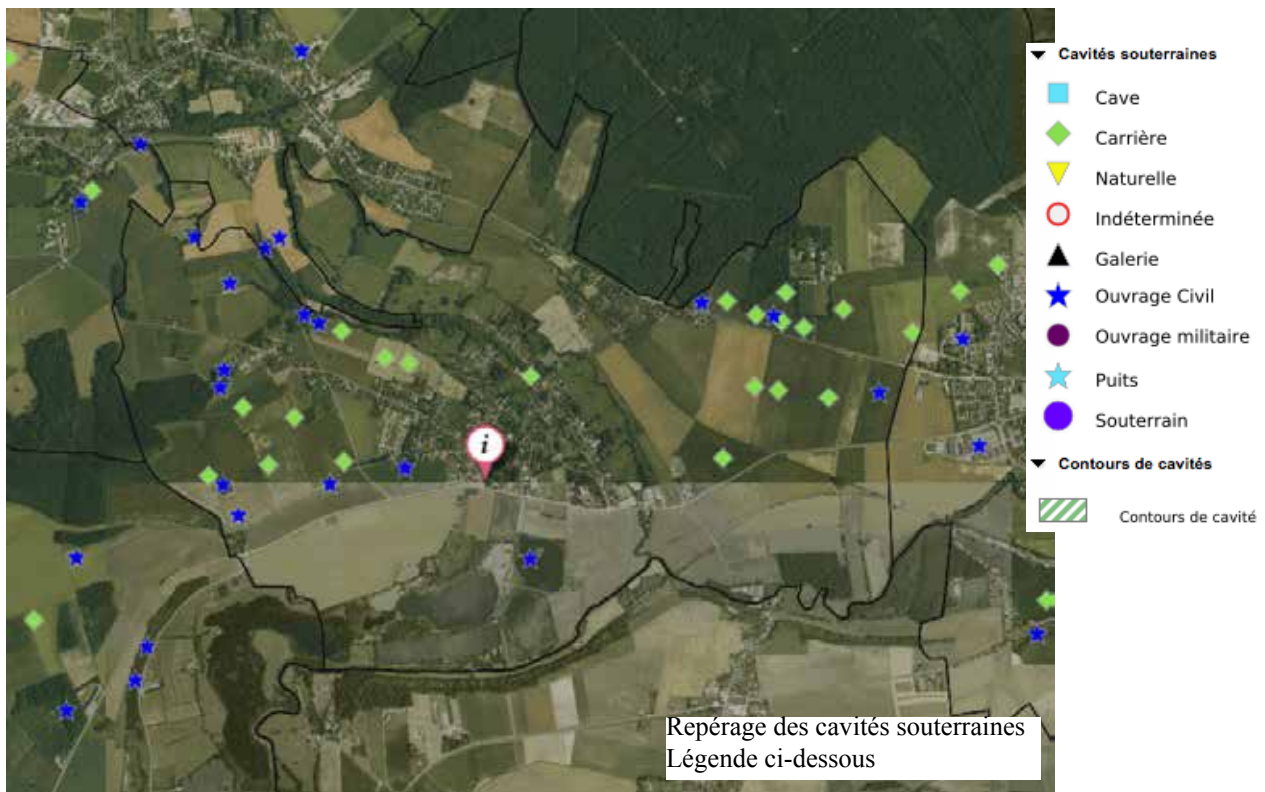 Cavités souterraines
Cave
Carrière
Naturelle
Indéterminée
Galerie
Ouvrage Civil
Ouvrage militaire
Puits
Souterrain
Contours de cavités
Contours de cavité
i
Repérage des cavités souterraines
Légende ci-dessous